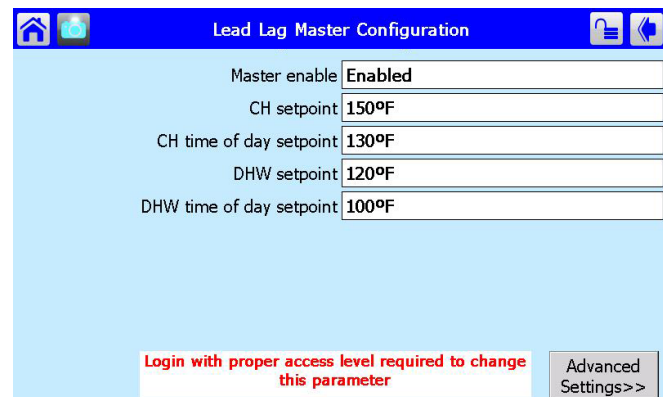 Lead Lag Master Configuration
Master enable Enabled
CH setpoint 150ºF
CH time of day setpoint 130ºF
DHW setpoint 120ºF
DHW time of day setpoint 100ºF
Login with proper access level required to change
this parameter
Advanced
Settings>>